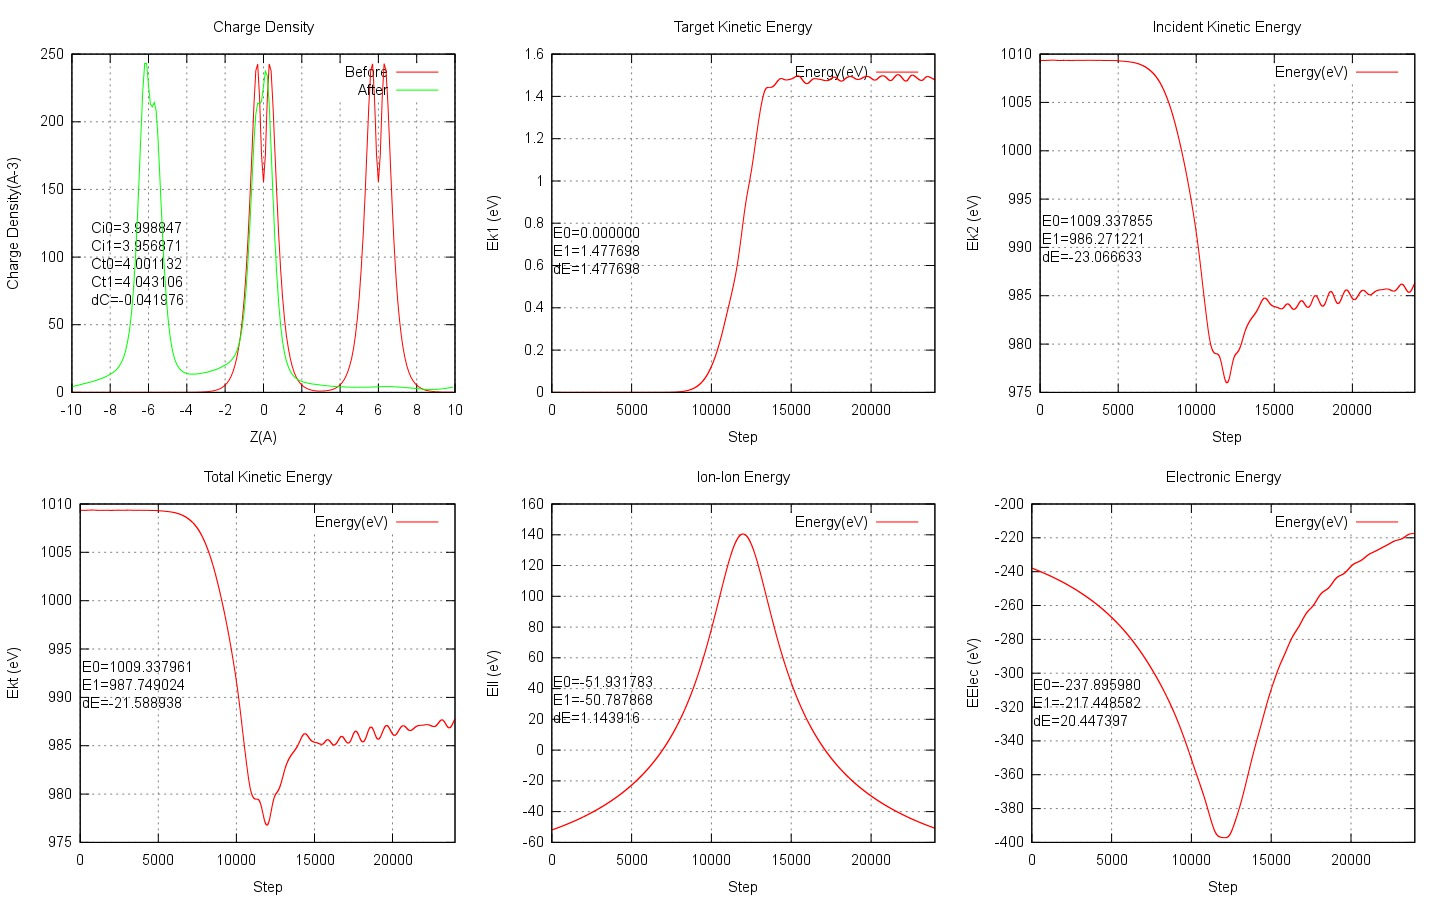 Charge Density
Charge Density(A-3)
250
200
150
100
50
0
Before
After
Ci0=3.998847
Ci1=3.956871
Ct0=4.001132
Ct1=4.043106
dC=-0.041976
-10 -8 -6 -4 -2 0 2 4 6 8 10
Z(A)
Target Kinetic Energy
Ek1 (eV)
1.6
1.4
1.2
1
0.8
0.6
0.4
0.2
0
Energy(eV)
E0=0.000000
E1=1.477698
dE=1.477698
0 5000 10000 15000 20000
Step
Incident Kinetic Energy
Ek2 (eV)
1010
1005
1000
995
990
985
980
975
Energy(eV)
E0=1009.337855
E1=986.271221
dE=-23.066633
0 5000 10000 15000 20000
Step
Total Kinetic Energy
Ekt (eV)
1010
1005
1000
995
990
985
980
975
Energy(eV)
E0=1009.337961
E1=987.749024
dE=-21.588938
0 5000 10000 15000 20000
Step
Ion-Ion Energy
EII (eV)
160
140
120
100
80
60
40
20
0
-20
-40
-60
Energy(eV)
E0=-51.931783
E1=-50.787868
dE=1.143916
0 5000 10000 15000 20000
Step
Electronic Energy
EElec (eV)
-200
-220
-240
-260
-280
-300
-320
-340
-360
-380
-400
Energy(eV)
E0=-237.895980
E1=-217.448582
dE=20.447397
0 5000 10000 15000 20000
Step